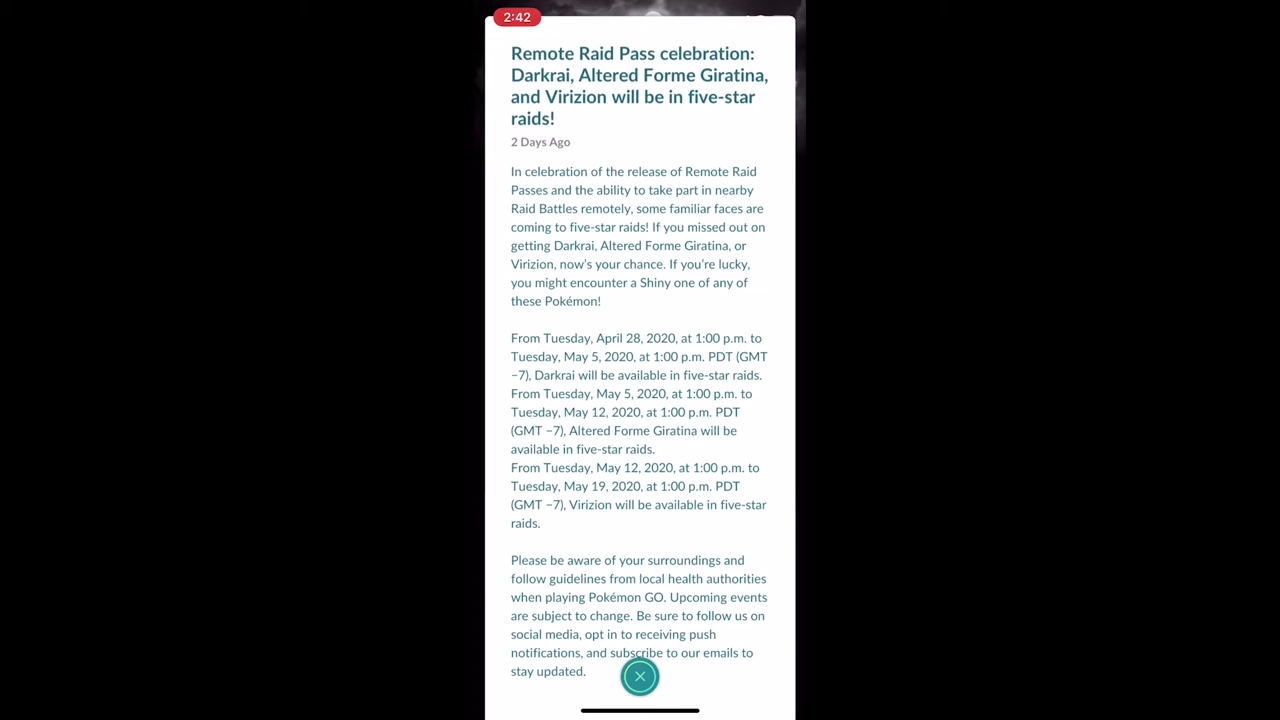 2:42
Remote Raid Pass celebration:
Darkrai, Altered Forme Giratina,
and Virizion will be in five-star
raids!
2 Days Ago
In celebration of the release of Remote Raid
Passes and the ability to take part in nearby
Raid Battles remotely, some familiar faces are
coming to five-star raids! If you missed out on
getting Darkrai, Altered Forme Giratina, or
Virizion, now’s your chance. If you’re lucky,
you might encounter a Shiny one of any of
these Pokémon!
From Tuesday, April 28, 2020, at 1:00 p.m. to
Tuesday, May 5, 2020, at 1:00 p.m. PDT (GMT
−7), Darkrai will be available in five-star raids.
From Tuesday, May 5, 2020, at 1:00 p.m. to
Tuesday, May 12, 2020, at 1:00 p.m. PDT
(GMT −7), Altered Forme Giratina will be
available in five-star raids.
From Tuesday, May 12, 2020, at 1:00 p.m. to
Tuesday, May 19, 2020, at 1:00 p.m. PDT
(GMT −7), Virizion will be available in five-star
raids.
Please be aware of your surroundings and
follow guidelines from local health authorities
when playing Pokémon GO. Upcoming events
are subject to change. Be sure to follow us on
social media, opt in to receiving push
notifications, and subscribe to our emails to
stay updated.